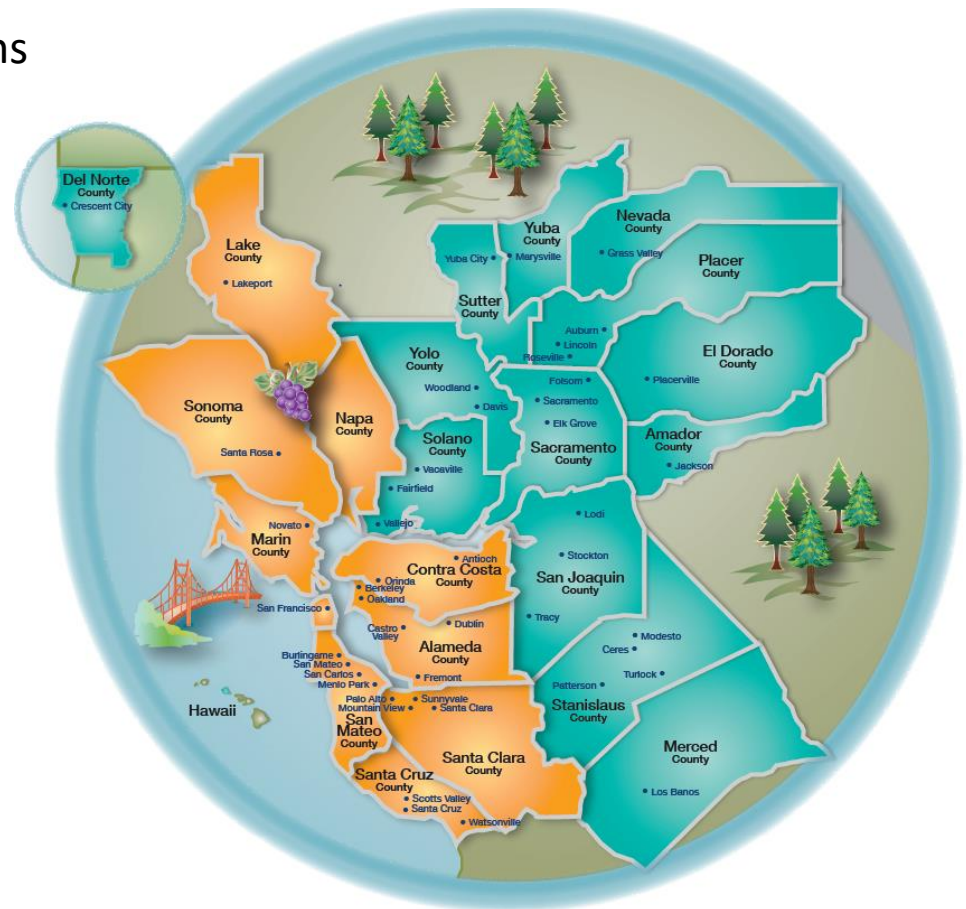 ns
Del Norte
County
Crescent City
Lake
County
Lakeport
Yuba
County
Marysville
Nevada
County
Grass Valley
Yuba City
Sutter
County
Placer
County
Auburn
Lincoln
Roseville
El Dorado
County
Placerville
Yolo
County
Woodland
Davis
Folsom
Sacramento
Elk Grove
Sacramento
County
Amador
County
Jackson
Sonoma
County
Santa Rosa
Napa
County
Solano
County
Vacaville
Fairfield
Vallejo
Novato
Marin
County
Lodi
Stockton
San Joaquin
County
Tracy
Antioch
Contra Costa
County
Orinda
Berkeley
Oakland
San Francisco
Castro
Valley
Dublin
Alameda
County
Fremont
Modesto
Ceres
Turlock
Patterson
Stanislaus
County
Burlingame
San Mateo
San Carlos
Menlo Park
Palo Alto
Mountain View
Sunnyvale
Santa Clara
San
Mateo
County
Hawaii
Santa Clara
County
Merced
County
Los Banos
Santa Cruz
County
Scotts Valley
Santa Cruz
Watsonville